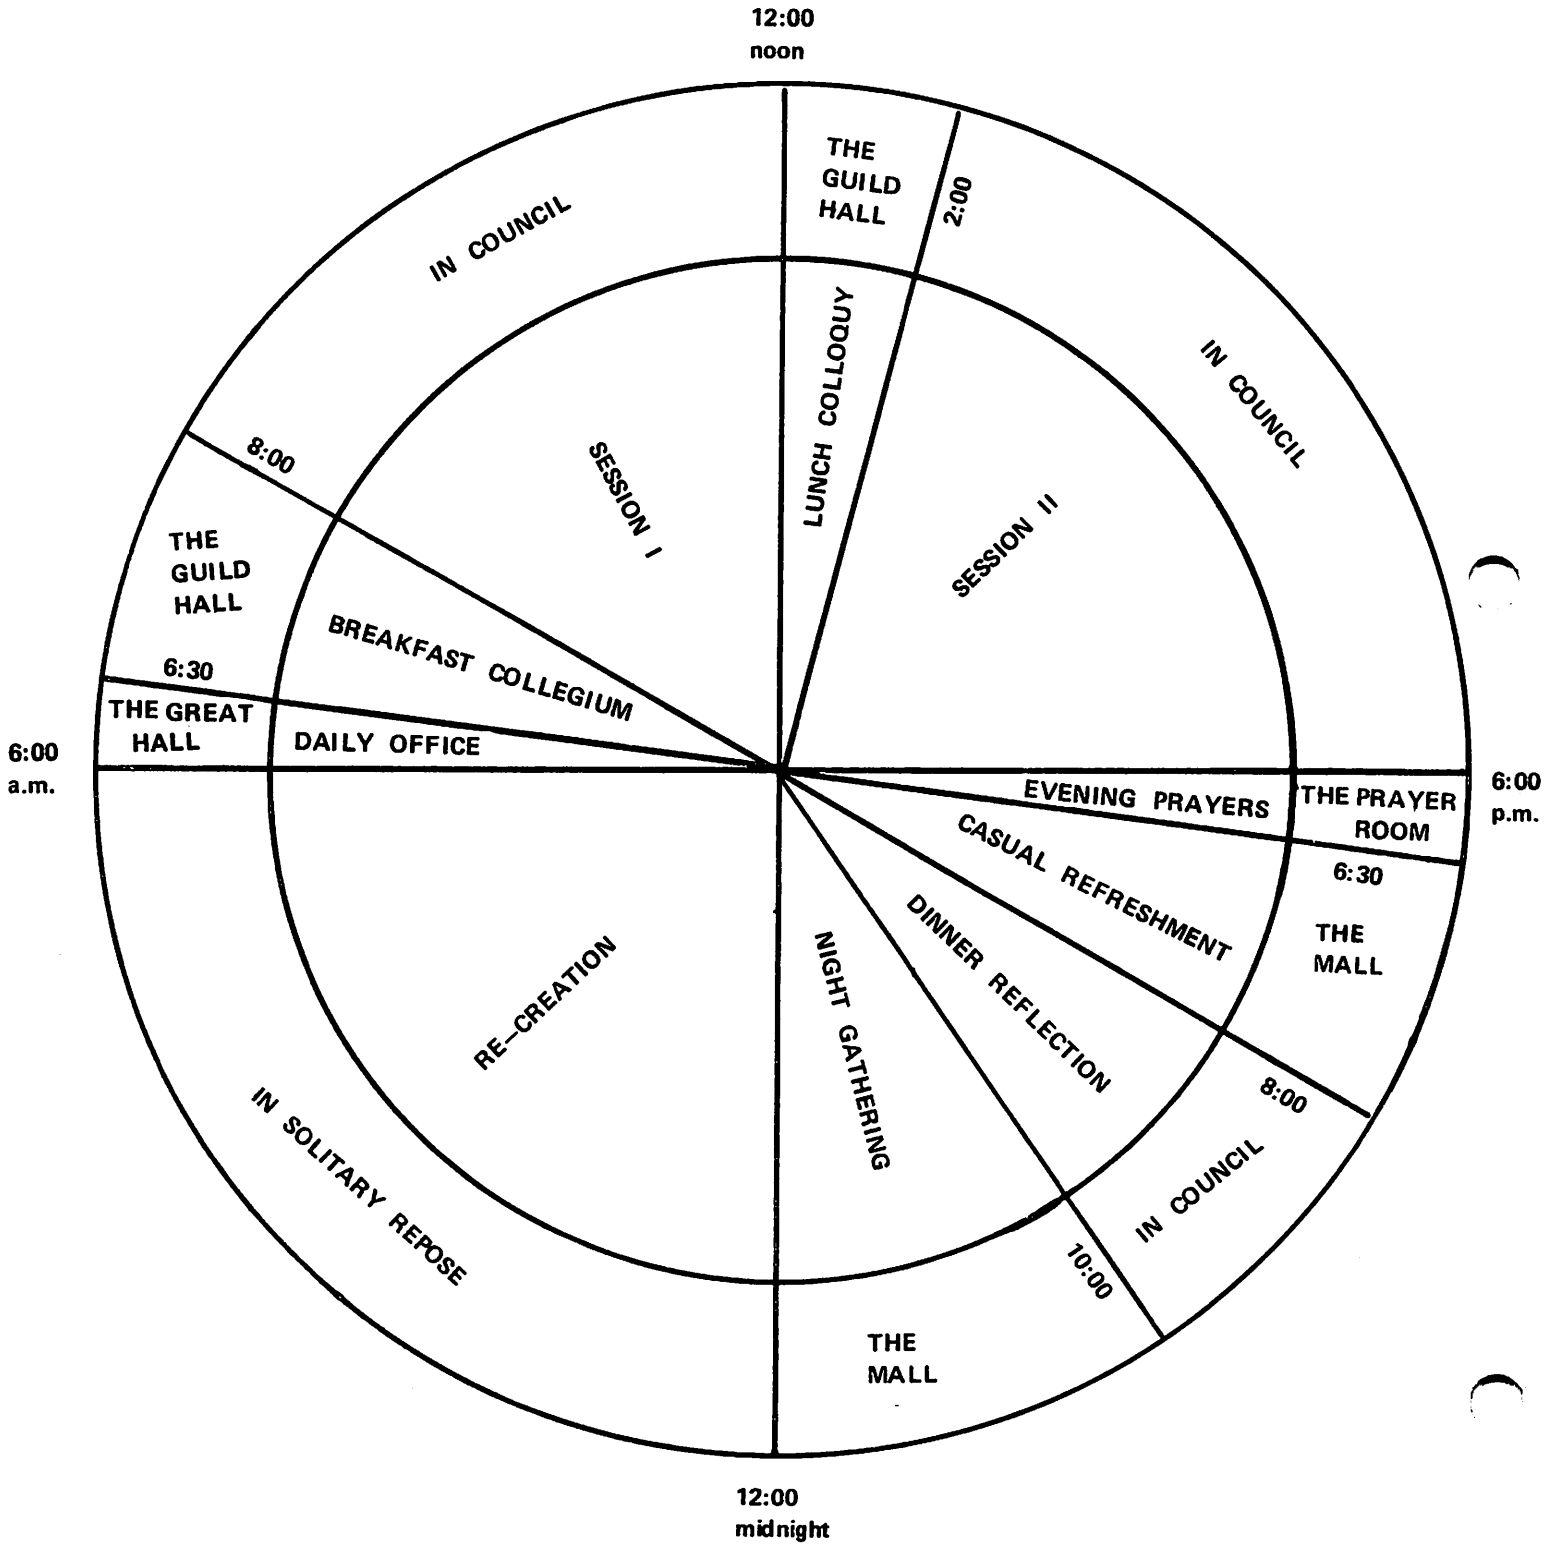 12:00
noon
THE
GUILD
HALL
2:00
IN COUNCIL
IN COUNCIL
LUNCH COLLOQUY
8:00
SESSION I
SESSION II
THE
GUILD
HALL
BREAKFAST COLLEGIUM
6:30
THE GREAT
HALL
DAILY OFFICE
6:00
a.m.
6:00
p.m.
EVENING PRAYERS
THE PRAYER
ROOM
6:30
CASUAL REFRESHMENT
THE
MALL
DINNER REFLECTION
8:00
IN COUNCIL
NIGHT GATHERING
10:00
RE-CREATION
IN SOLITARY REPOSE
THE
MALL
12:00
midnight